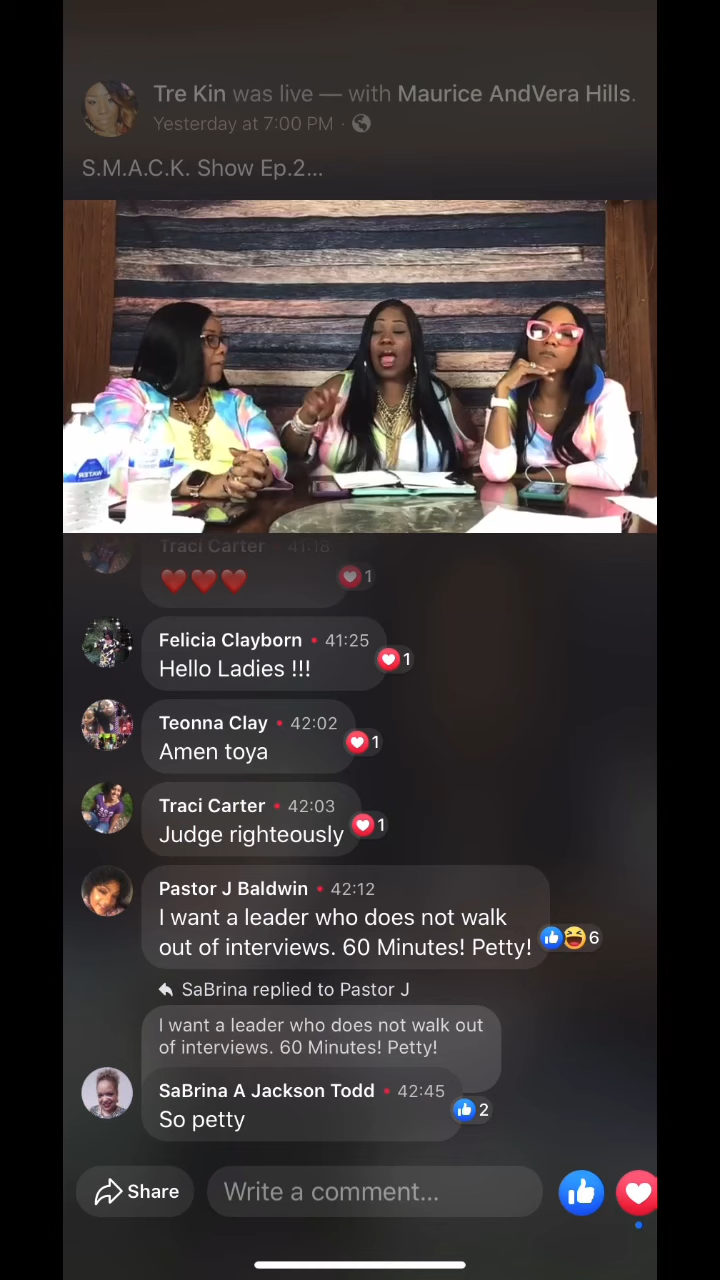 Tre Kin was live — with Maurice AndVera Hills.
Yesterday at 7:00 PM ·
S.M.A.C.K. Show Ep.2...
WATER
Traci Carter • 41:18
❤️❤️❤️
1
Felicia Clayborn • 41:25
Hello Ladies !!!
1
Teonna Clay • 42:02
Amen toya
1
Traci Carter • 42:03
Judge righteously
1
Pastor J Baldwin • 42:12
I want a leader who does not walk
out of interviews. 60 Minutes! Petty!
6
SaBrina replied to Pastor J
I want a leader who does not walk out
of interviews. 60 Minutes! Petty!
SaBrina A Jackson Todd • 42:45
So petty
2
Share
Write a comment...